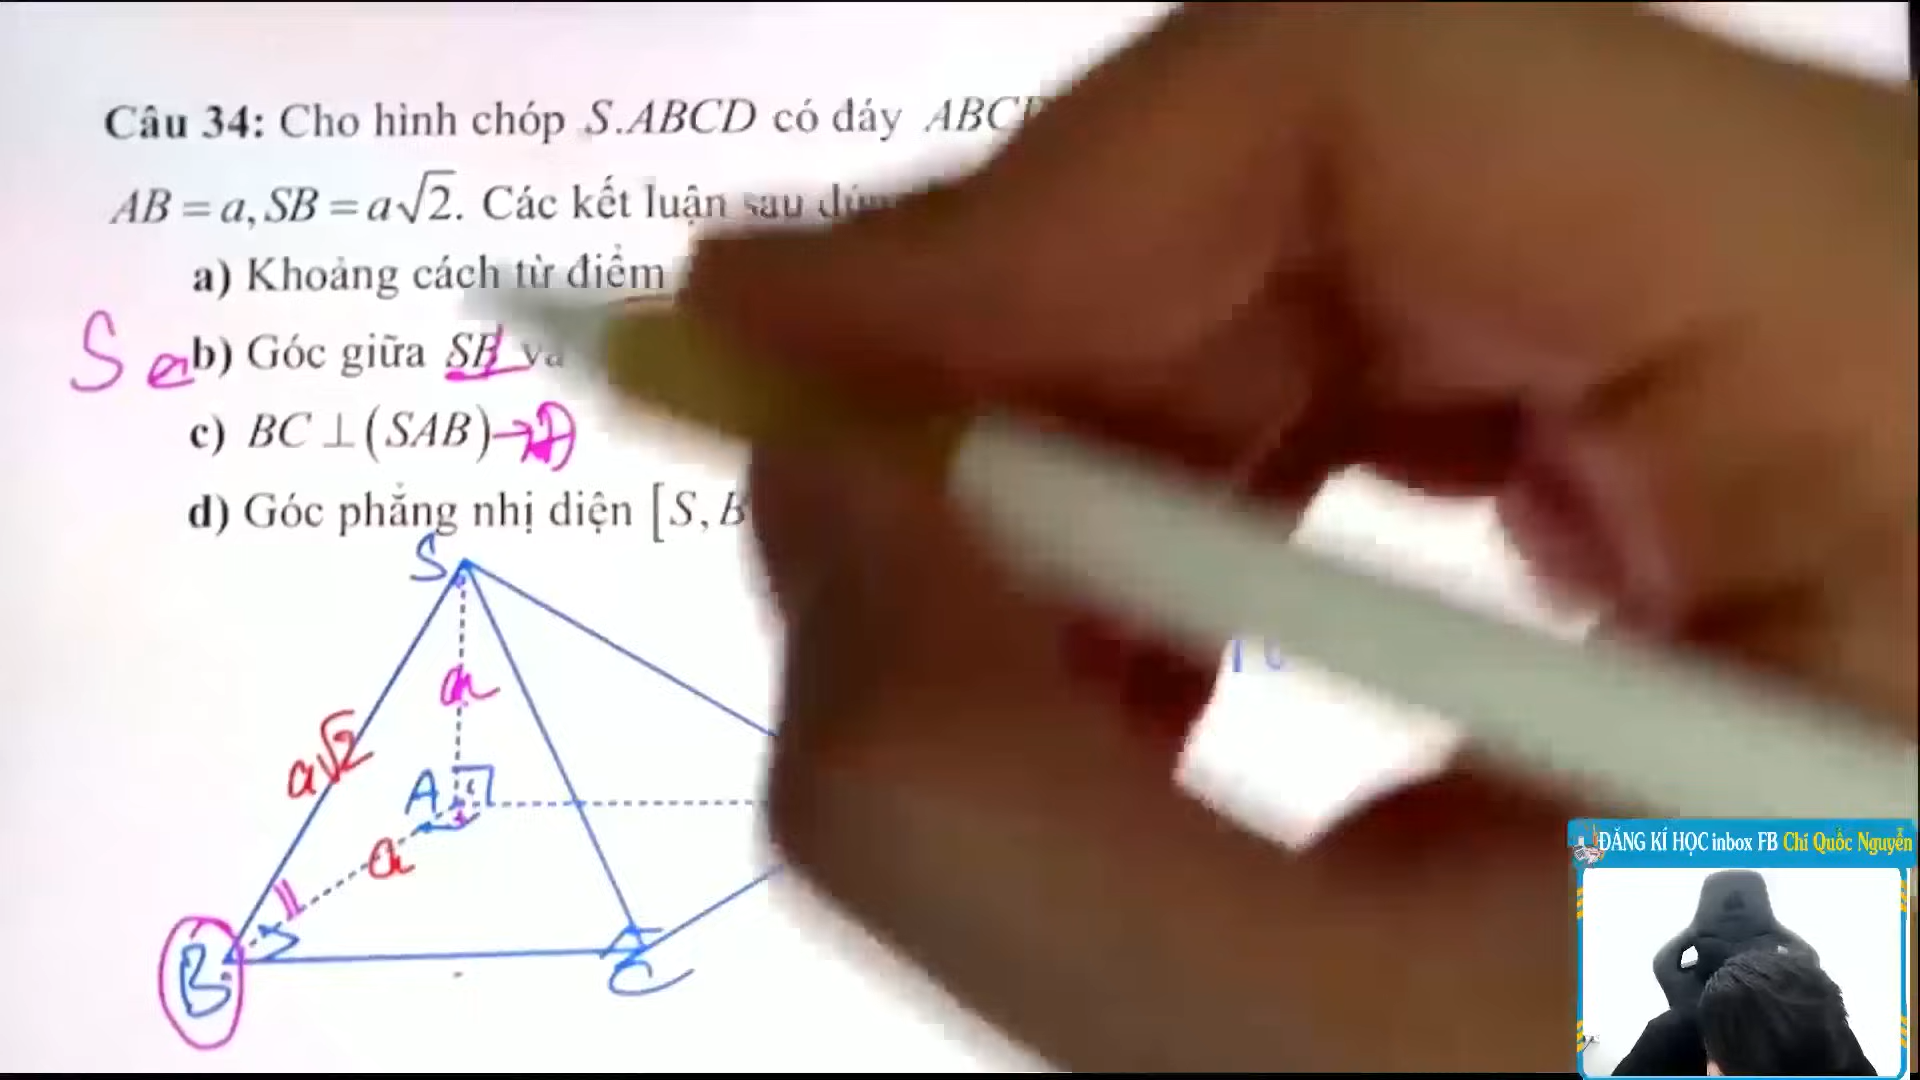 Câu 34: Cho hình chóp S.ABCD có đáy ABC
AB = a, SB = a√2. Các kết luận sau
a) Khoảng cách từ điểm
S
b) Góc giữa SB và
c) BC ⊥ (SAB) → Đ
d) Góc phẳng nhị diện [S, B
S
a
a√2
A
a
B
C
ĐĂNG KÍ HỌC inbox FB Chí Quốc Nguyễn